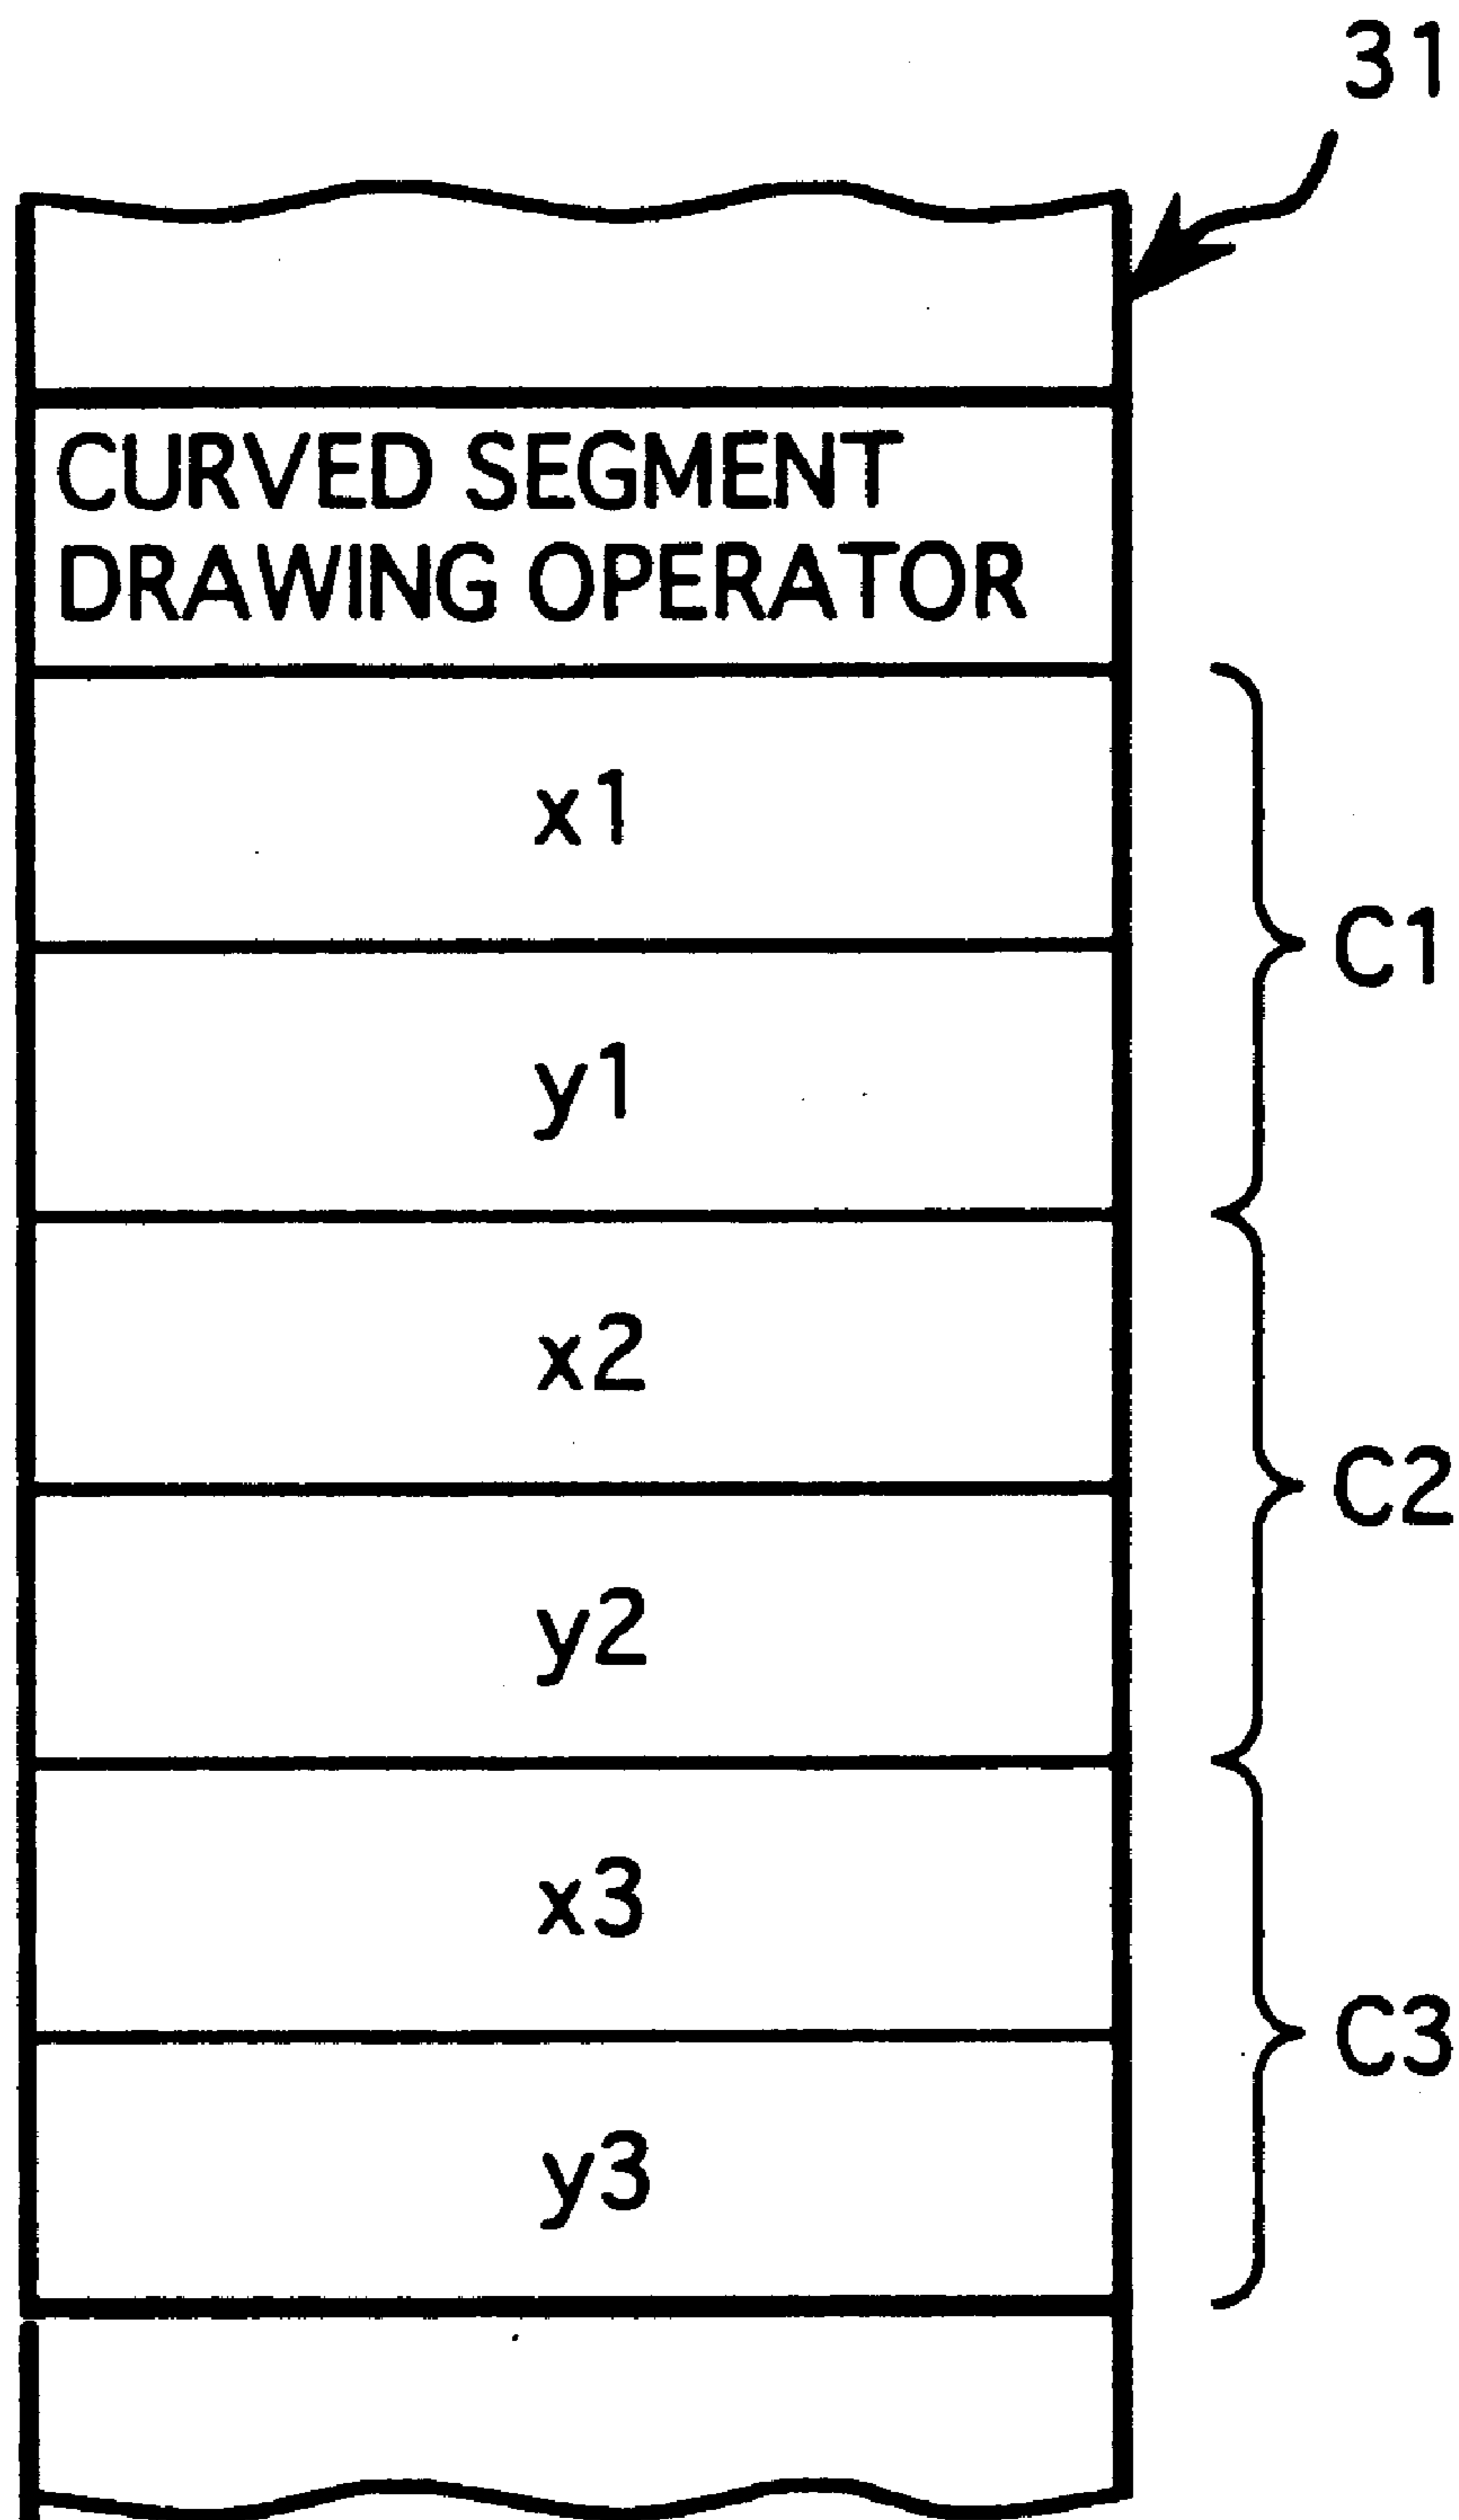 31
CURVED SEGMENT
DRAWING OPERATOR
x1
C1
y1
x2
C2
y2
x3
C3
y3